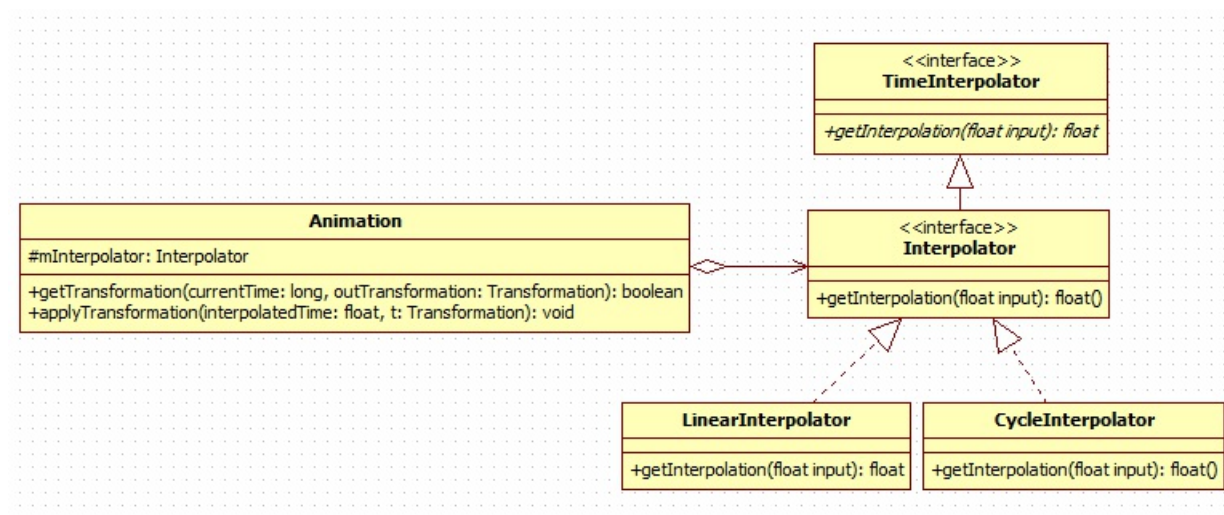 <<interface>>
TimeInterpolator
+getInterpolation(float input): float
Animation
#mInterpolator: Interpolator
+getTransformation(currentTime: long, outTransformation: Transformation): boolean
+applyTransformation(interpolatedTime: float, t: Transformation): void
<<interface>>
Interpolator
+getInterpolation(float input): float()
LinearInterpolator
+getInterpolation(float input): float
CycleInterpolator
+getInterpolation(float input): float()